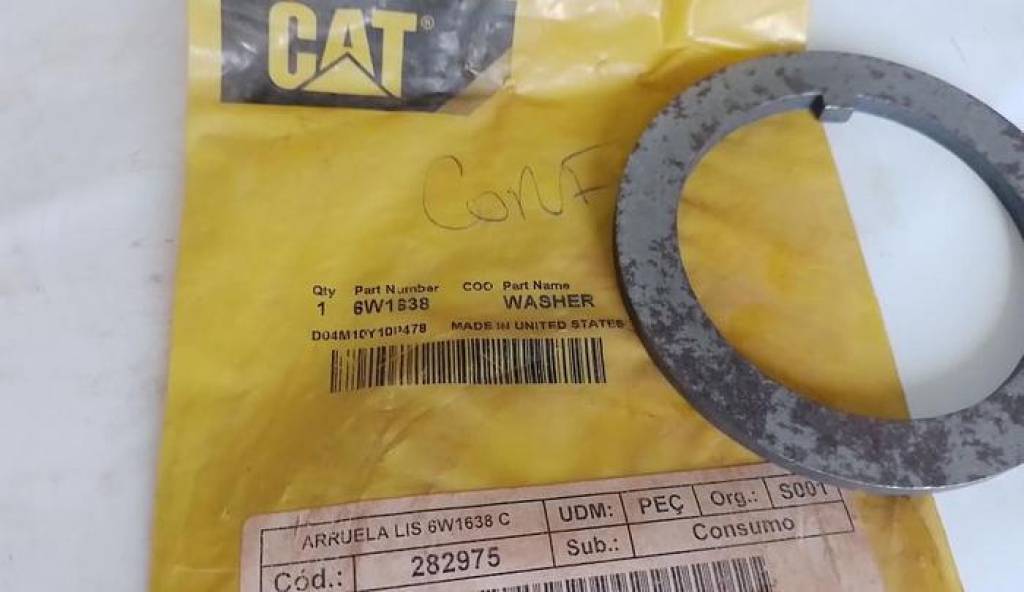 CAT®
ConF
Qty Part Number COO Part Name
1 6W1638 WASHER
D04M10Y10P478 MADE IN UNITED STATES
ARRUELA LIS 6W1638 C UDM: PEÇ Org.: S001
Cód.: 282975 Sub.: Consumo